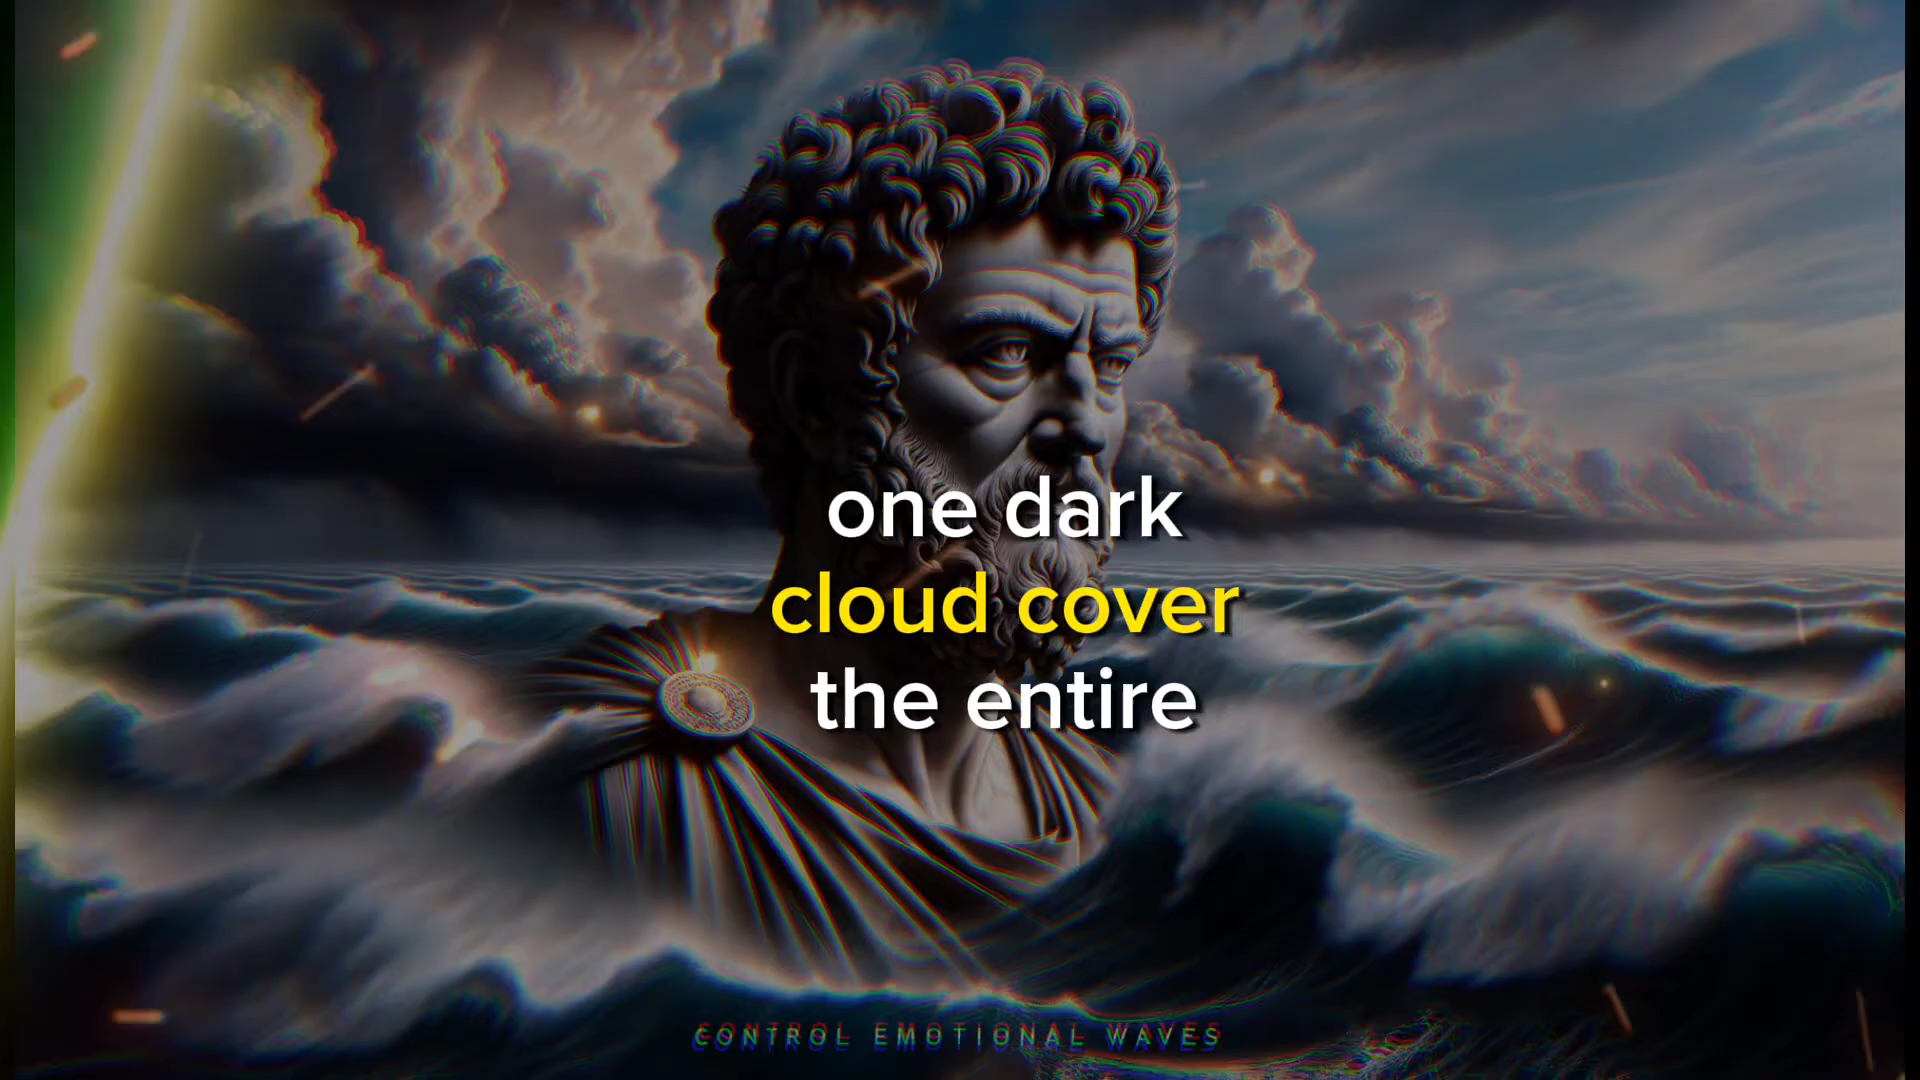 one dark
cloud cover
the entire
CONTROL EMOTIONAL WAVES